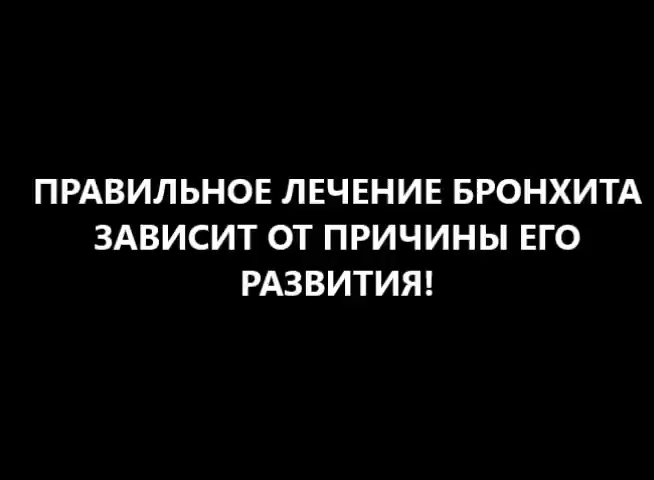 ПРАВИЛЬНОЕ ЛЕЧЕНИЕ БРОНХИТА
ЗАВИСИТ ОТ ПРИЧИНЫ ЕГО
РАЗВИТИЯ!